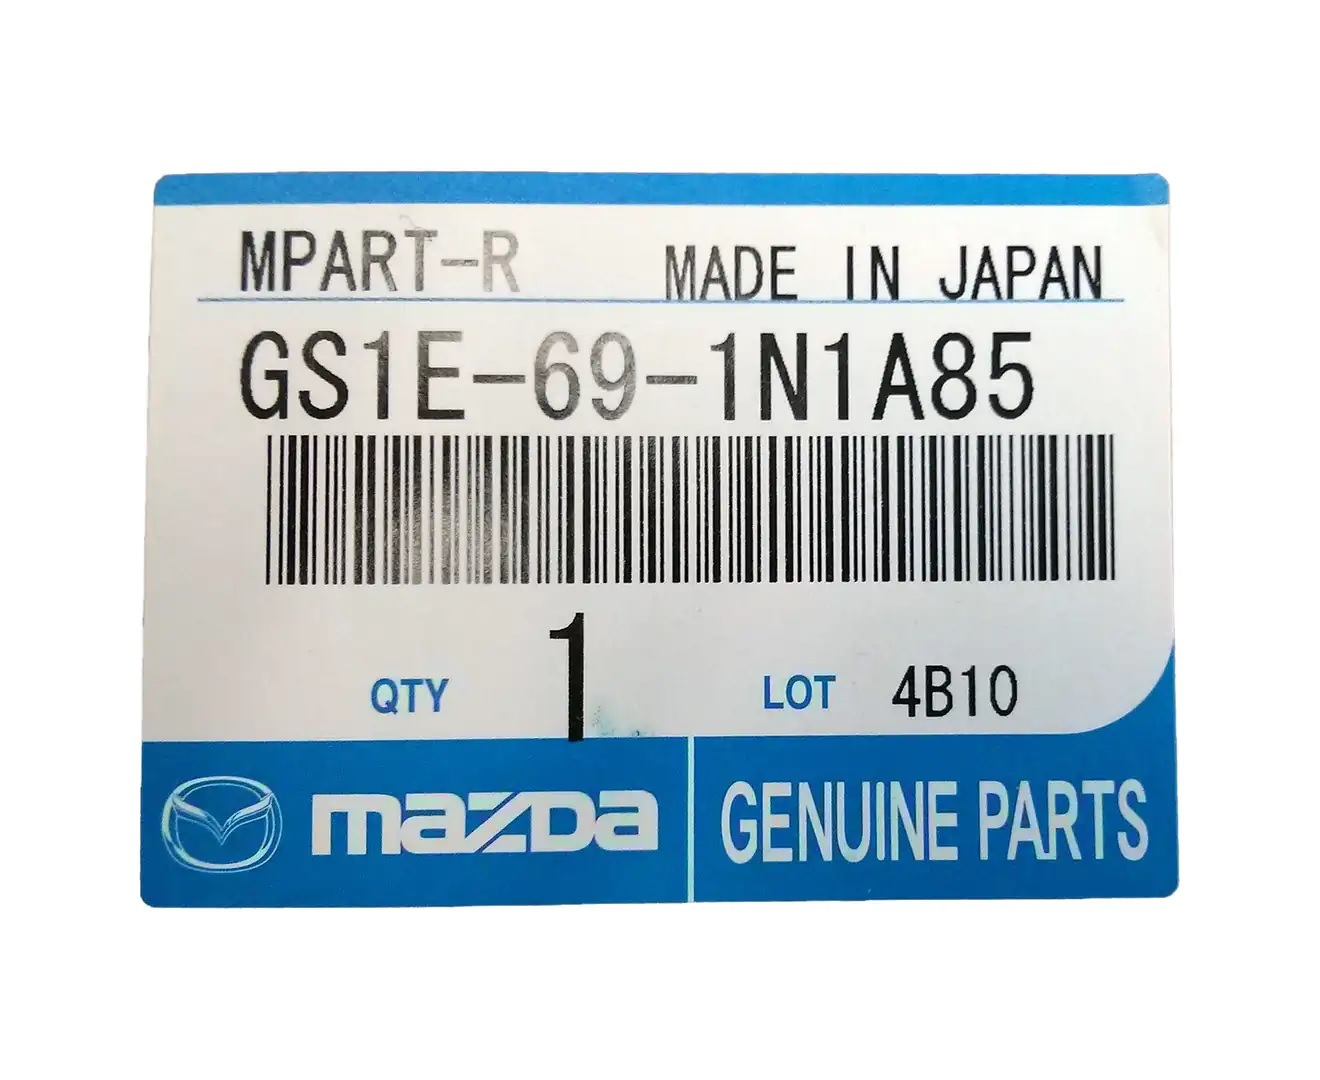 MPART-R MADE IN JAPAN
GS1E-69-1N1A85
QTY 1 LOT 4B10
mazda GENUINE PARTS